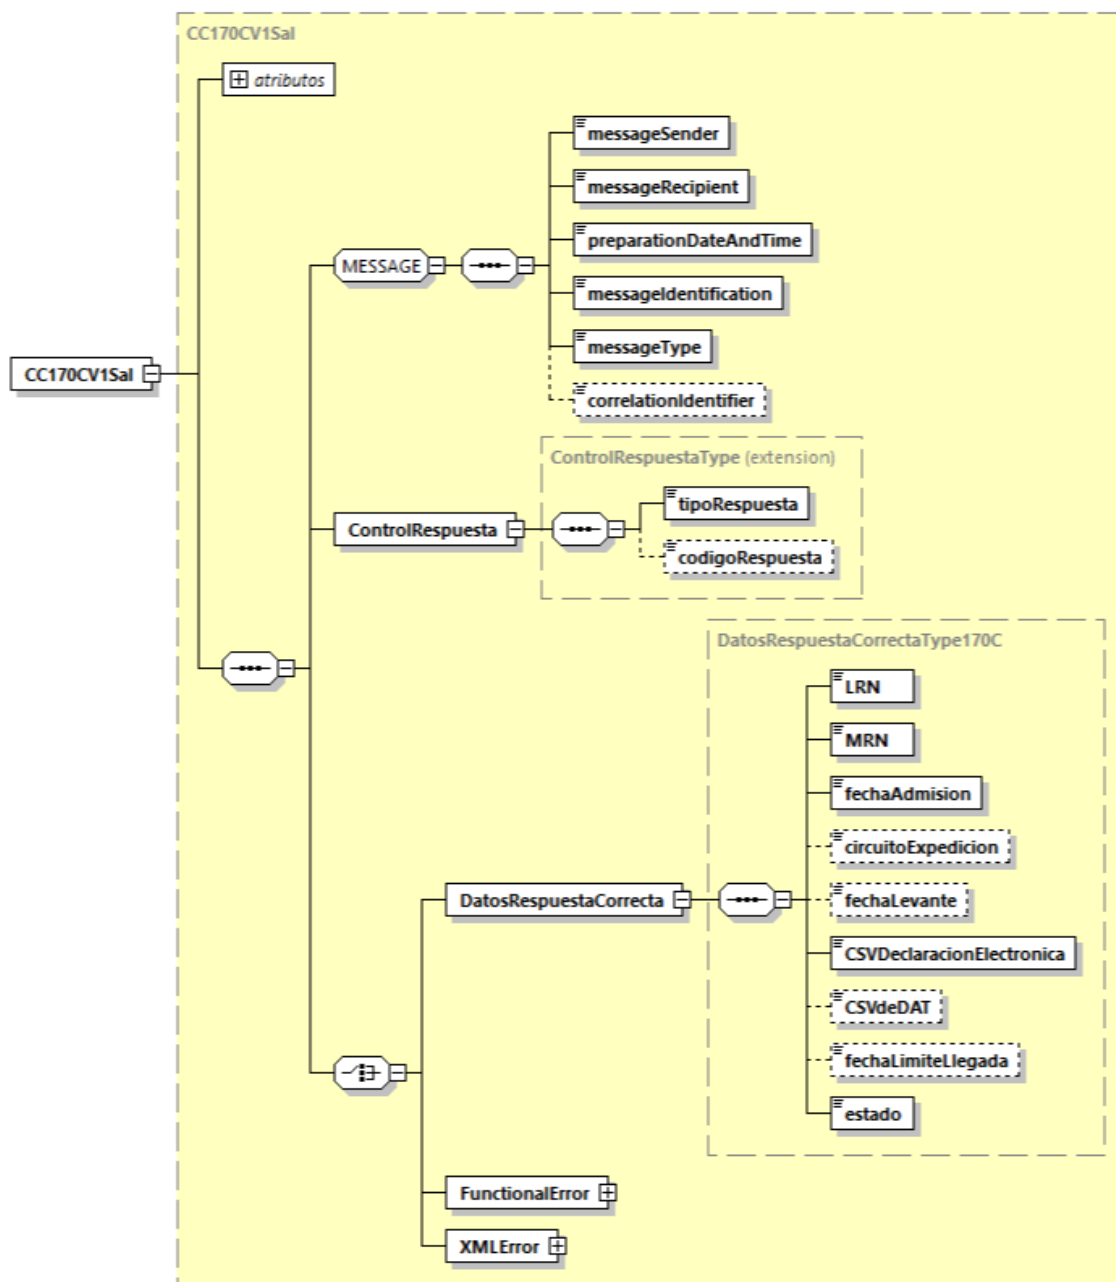 CC170CV1Sal
atributos
messageSender
messageRecipient
preparationDateAndTime
MESSAGE
messageIdentification
messageType
CC170CV1Sal
correlationIdentifier
ControlRespuestaType (extension)
tipoRespuesta
ControlRespuesta
codigoRespuesta
DatosRespuestaCorrectaType170C
LRN
MRN
fechaAdmision
circuitoExpedicion
DatosRespuestaCorrecta
fechaLevante
CSVDeclaracionElectronica
CSVdeDAT
fechaLimiteLlegada
estado
FunctionalError
XMLError